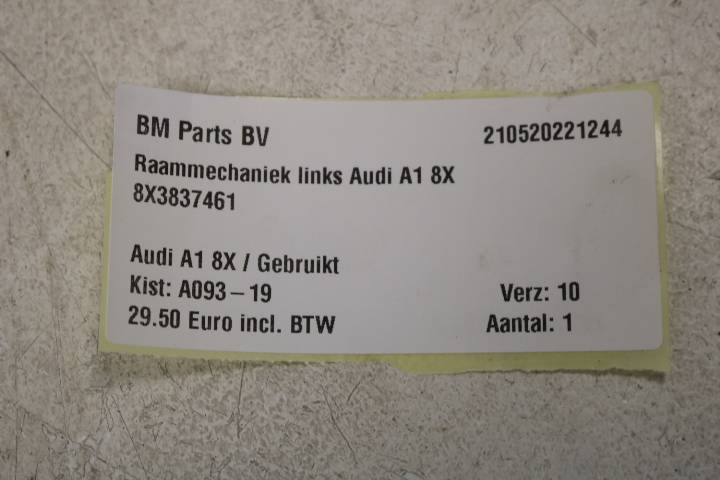 BM Parts BV 210520221244
Raammechaniek links Audi A1 8X
8X3837461
Audi A1 8X / Gebruikt
Kist: A093-19 Verz: 10
29.50 Euro incl. BTW Aantal: 1